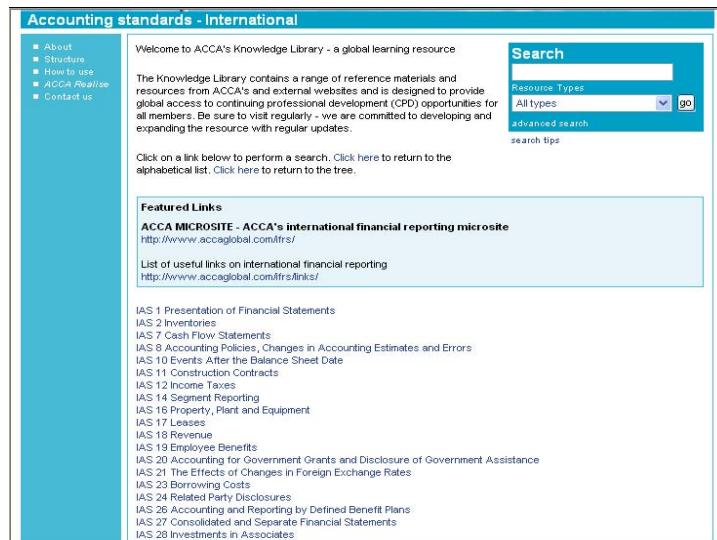 Accounting standards - International
About
Structure
How to use
ACCA Realise
Contact us
Welcome to ACCA's Knowledge Library - a global learning resource
The Knowledge Library contains a range of reference materials and
resources from ACCA's and external websites and is designed to provide
global access to continuing professional development (CPD) opportunities for
all members. Be sure to visit regularly - we are committed to developing and
expanding the resource with regular updates.
Click on a link below to perform a search. Click here to return to the
alphabetical list. Click here to return to the tree.
Search
Resource Types
All types
go
advanced search
search tips
Featured Links
ACCA MICROSITE - ACCA's international financial reporting microsite
http://www.accaglobal.com/ifrs/
List of useful links on international financial reporting
http://www.accaglobal.com/ifrs/links/
IAS 1 Presentation of Financial Statements
IAS 2 Inventories
IAS 7 Cash Flow Statements
IAS 8 Accounting Policies, Changes in Accounting Estimates and Errors
IAS 10 Events After the Balance Sheet Date
IAS 11 Construction Contracts
IAS 12 Income Taxes
IAS 14 Segment Reporting
IAS 16 Property, Plant and Equipment
IAS 17 Leases
IAS 18 Revenue
IAS 19 Employee Benefits
IAS 20 Accounting for Government Grants and Disclosure of Government Assistance
IAS 21 The Effects of Changes in Foreign Exchange Rates
IAS 23 Borrowing Costs
IAS 24 Related Party Disclosures
IAS 26 Accounting and Reporting by Defined Benefit Plans
IAS 27 Consolidated and Separate Financial Statements
IAS 28 Investments in Associates